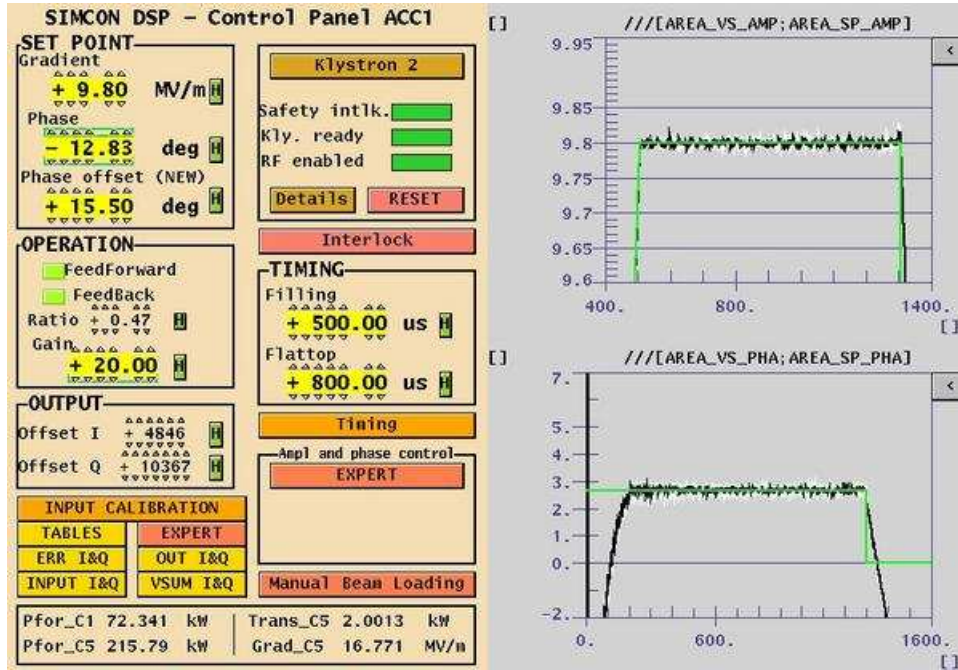 SIMCON DSP – Control Panel ACC1
SET POINT
Gradient
+ 9.80 MV/m H
Phase
- 12.83 deg H
Phase offset (NEW)
+ 15.50 deg H
OPERATION
FeedForward
FeedBack
Ratio + 0.47 H
Gain
+ 20.00 H
OUTPUT
Offset I + 4846 H
Offset Q + 10367 H
INPUT CALIBRATION
TABLES EXPERT
ERR I&Q OUT I&Q
INPUT I&Q VSUM I&Q
Klystron 2
Safety intlk.
Kly. ready
RF enabled
Details RESET
Interlock
TIMING
Filling
+ 500.00 us H
Flattop
+ 800.00 us H
Timing
Ampl and phase control
EXPERT
Manual Beam Loading
Pfor_C1 72.341 kW Trans_C5 2.0013 kW
Pfor_C5 215.79 kW Grad_C5 16.771 MV/m
[] ///[AREA_VS_AMP;AREA_SP_AMP]
<
9.95
9.85
9.8
9.75
9.7
9.65
9.6
400. 800. 1400.
[]
[] ///[AREA_VS_PHA;AREA_SP_PHA]
<
7.
5.
4.
3.
2.
1.
0.
-2.
0. 600. 1600.
[]